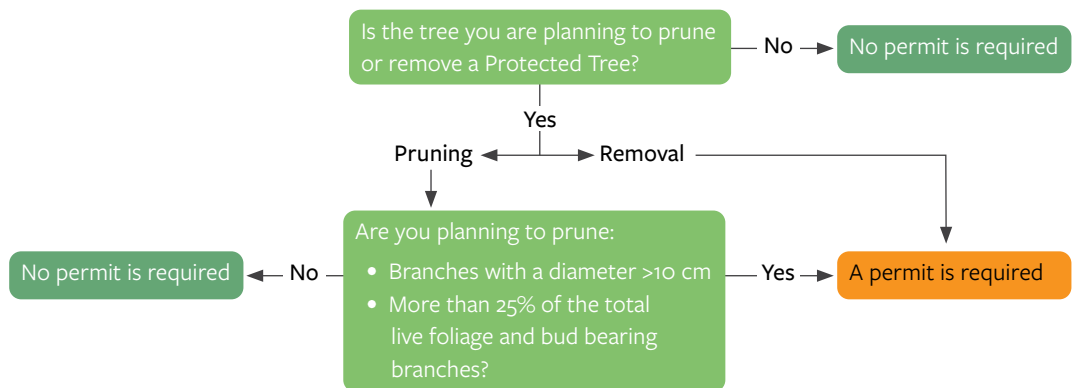 Is the tree you are planning to prune
or remove a Protected Tree?
No
No permit is required
Yes
Pruning
Removal
Are you planning to prune:
• Branches with a diameter >10 cm
• More than 25% of the total
live foliage and bud bearing
branches?
No
No permit is required
Yes
A permit is required